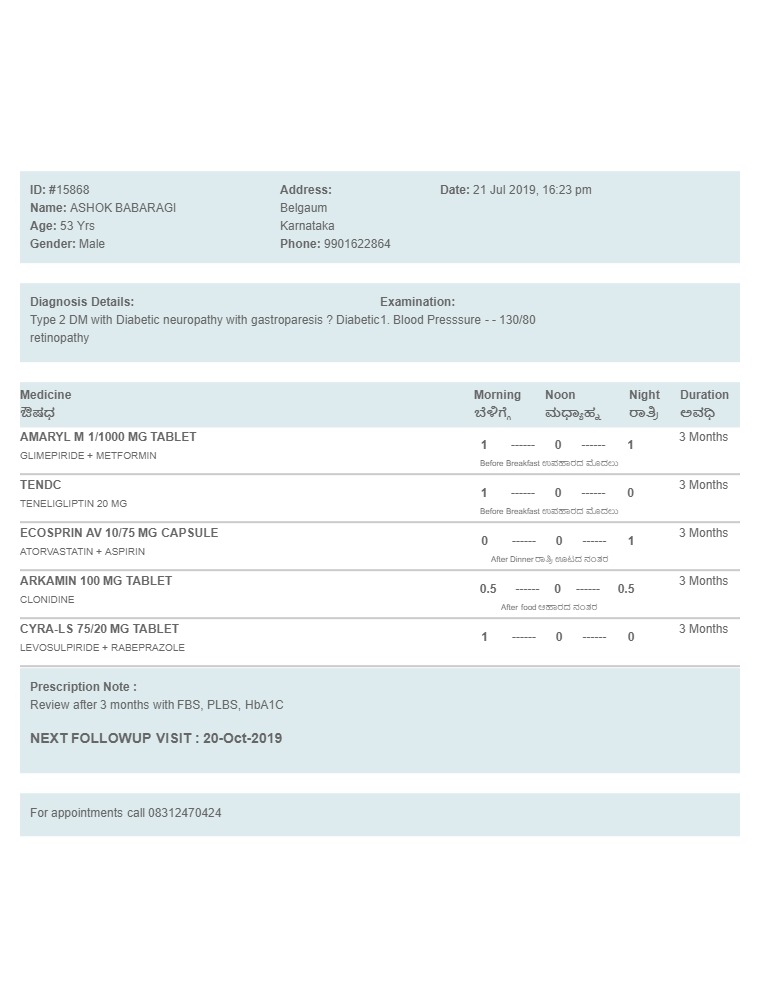 ID: #15868
Name: ASHOK BABARAGI
Age: 53 Yrs
Gender: Male
Address:
Belgaum
Karnataka
Phone: 9901622864
Date: 21 Jul 2019, 16:23 pm
Diagnosis Details:
Type 2 DM with Diabetic neuropathy with gastroparesis ? Diabetic
retinopathy
Examination:
1. Blood Presssure - - 130/80
Medicine Morning Noon Night Duration
ಔಷಧ ಬೆಳಿಗ್ಗೆ ಮಧ್ಯಾಹ್ನ ರಾತ್ರಿ ಅವಧಿ
AMARYL M 1/1000 MG TABLET 1 ------ 0 ------ 1 3 Months
GLIMEPIRIDE + METFORMIN Before Breakfast ಉಪಹಾರದ ಮೊದಲು
TENDC 1 ------ 0 ------ 0 3 Months
TENELIGLIPTIN 20 MG Before Breakfast ಉಪಹಾರದ ಮೊದಲು
ECOSPRIN AV 10/75 MG CAPSULE 0 ------ 0 ------ 1 3 Months
ATORVASTATIN + ASPIRIN After Dinner ರಾತ್ರಿ ಊಟದ ನಂತರ
ARKAMIN 100 MG TABLET 0.5 ------ 0 ------ 0.5 3 Months
CLONIDINE After food ಆಹಾರದ ನಂತರ
CYRA-LS 75/20 MG TABLET 1 ------ 0 ------ 0 3 Months
LEVOSULPIRIDE + RABEPRAZOLE
Prescription Note :
Review after 3 months with FBS, PLBS, HbA1C
NEXT FOLLOWUP VISIT : 20-Oct-2019
For appointments call 08312470424